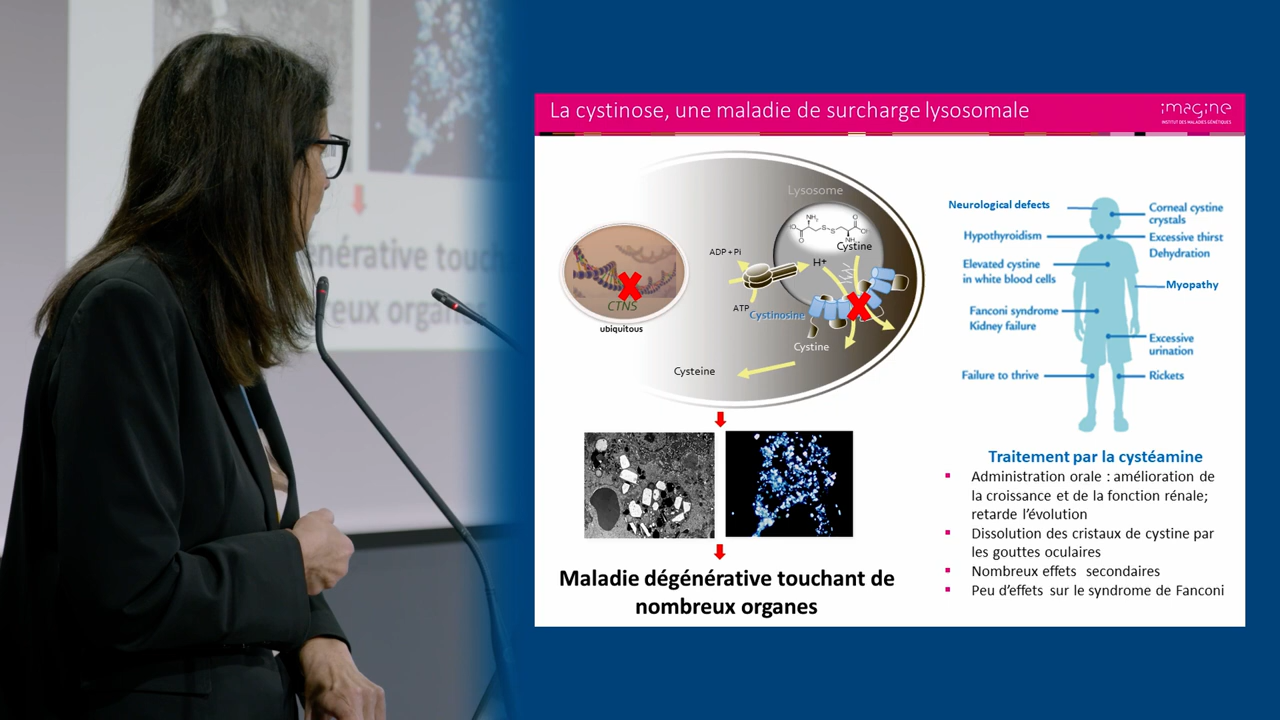 La cystinose, une maladie de surcharge lysosomale
imagine
INSTITUT DES MALADIES GÉNÉTIQUES
Lysosome
NH
S
S
NH
O
O
Cystine
H+
ADP + Pi
ATP
Cystinosine
Cystine
Cysteine
CTNS
ubiquitous
Neurological defects
Hypothyroidism
Elevated cystine
in white blood cells
Fanconi syndrome
Kidney failure
Failure to thrive
Corneal cystine
crystals
Excessive thirst
Dehydration
Myopathy
Excessive
urination
Rickets
Maladie dégénérative touchant de
nombreux organes
Traitement par la cystéamine
Administration orale : amélioration de
la croissance et de la fonction rénale;
retarde l'évolution
Dissolution des cristaux de cystine par
les gouttes oculaires
Nombreux effets secondaires
Peu d'effets sur le syndrome de Fanconi
énérative touch
reux organes